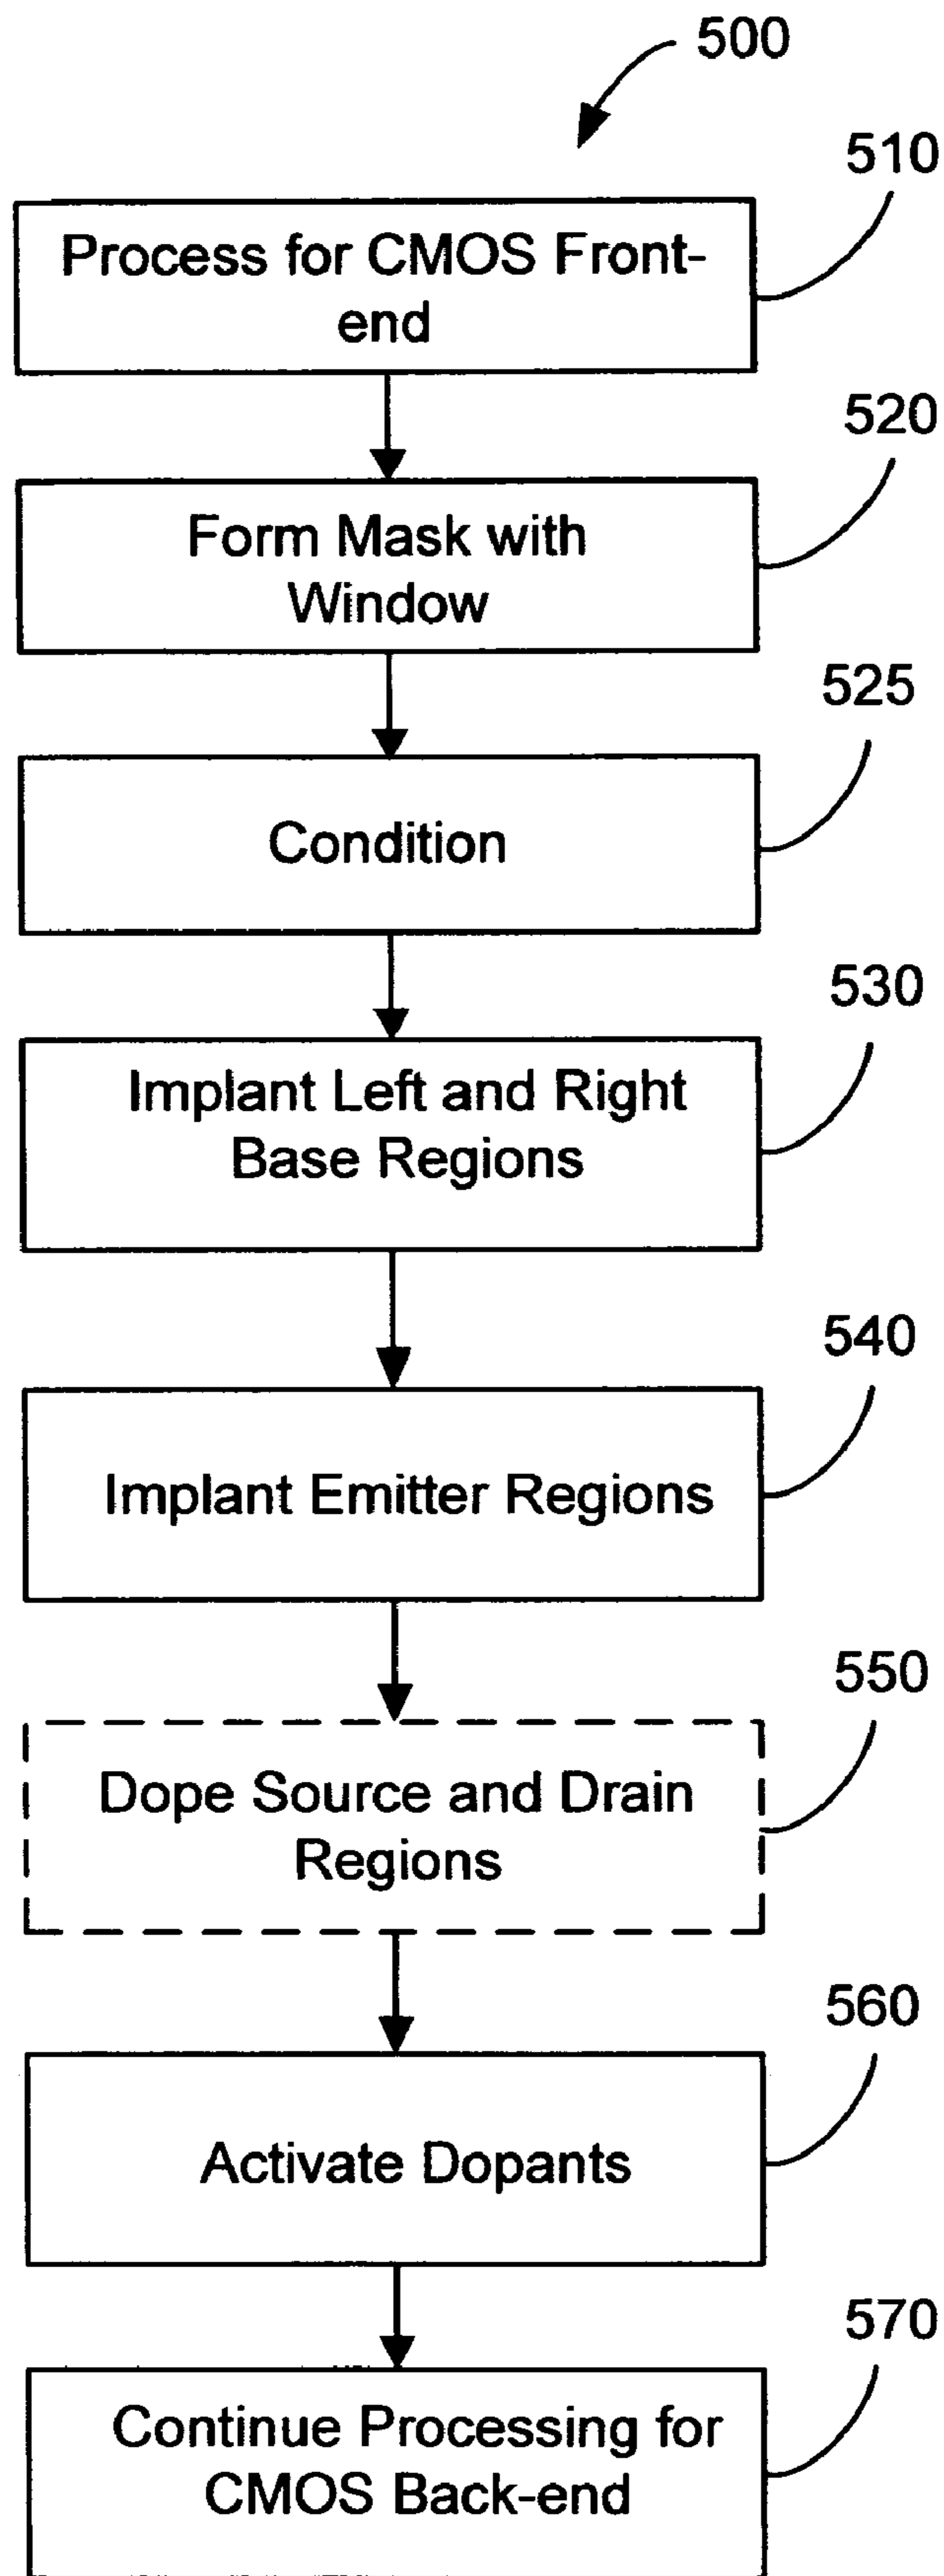 500
510
Process for CMOS Front-
end
520
Form Mask with
Window
525
Condition
530
Implant Left and Right
Base Regions
540
Implant Emitter Regions
550
Dope Source and Drain
Regions
560
Activate Dopants
570
Continue Processing for
CMOS Back-end